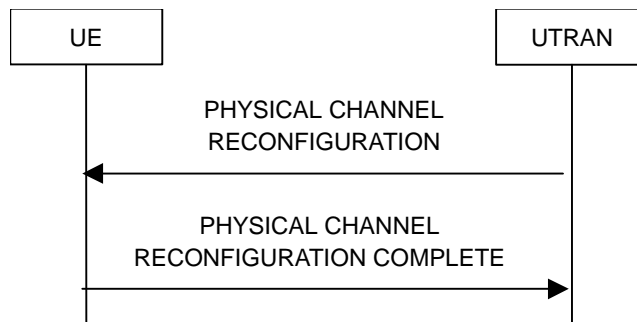 UE
UTRAN
PHYSICAL CHANNEL
RECONFIGURATION
PHYSICAL CHANNEL
RECONFIGURATION COMPLETE